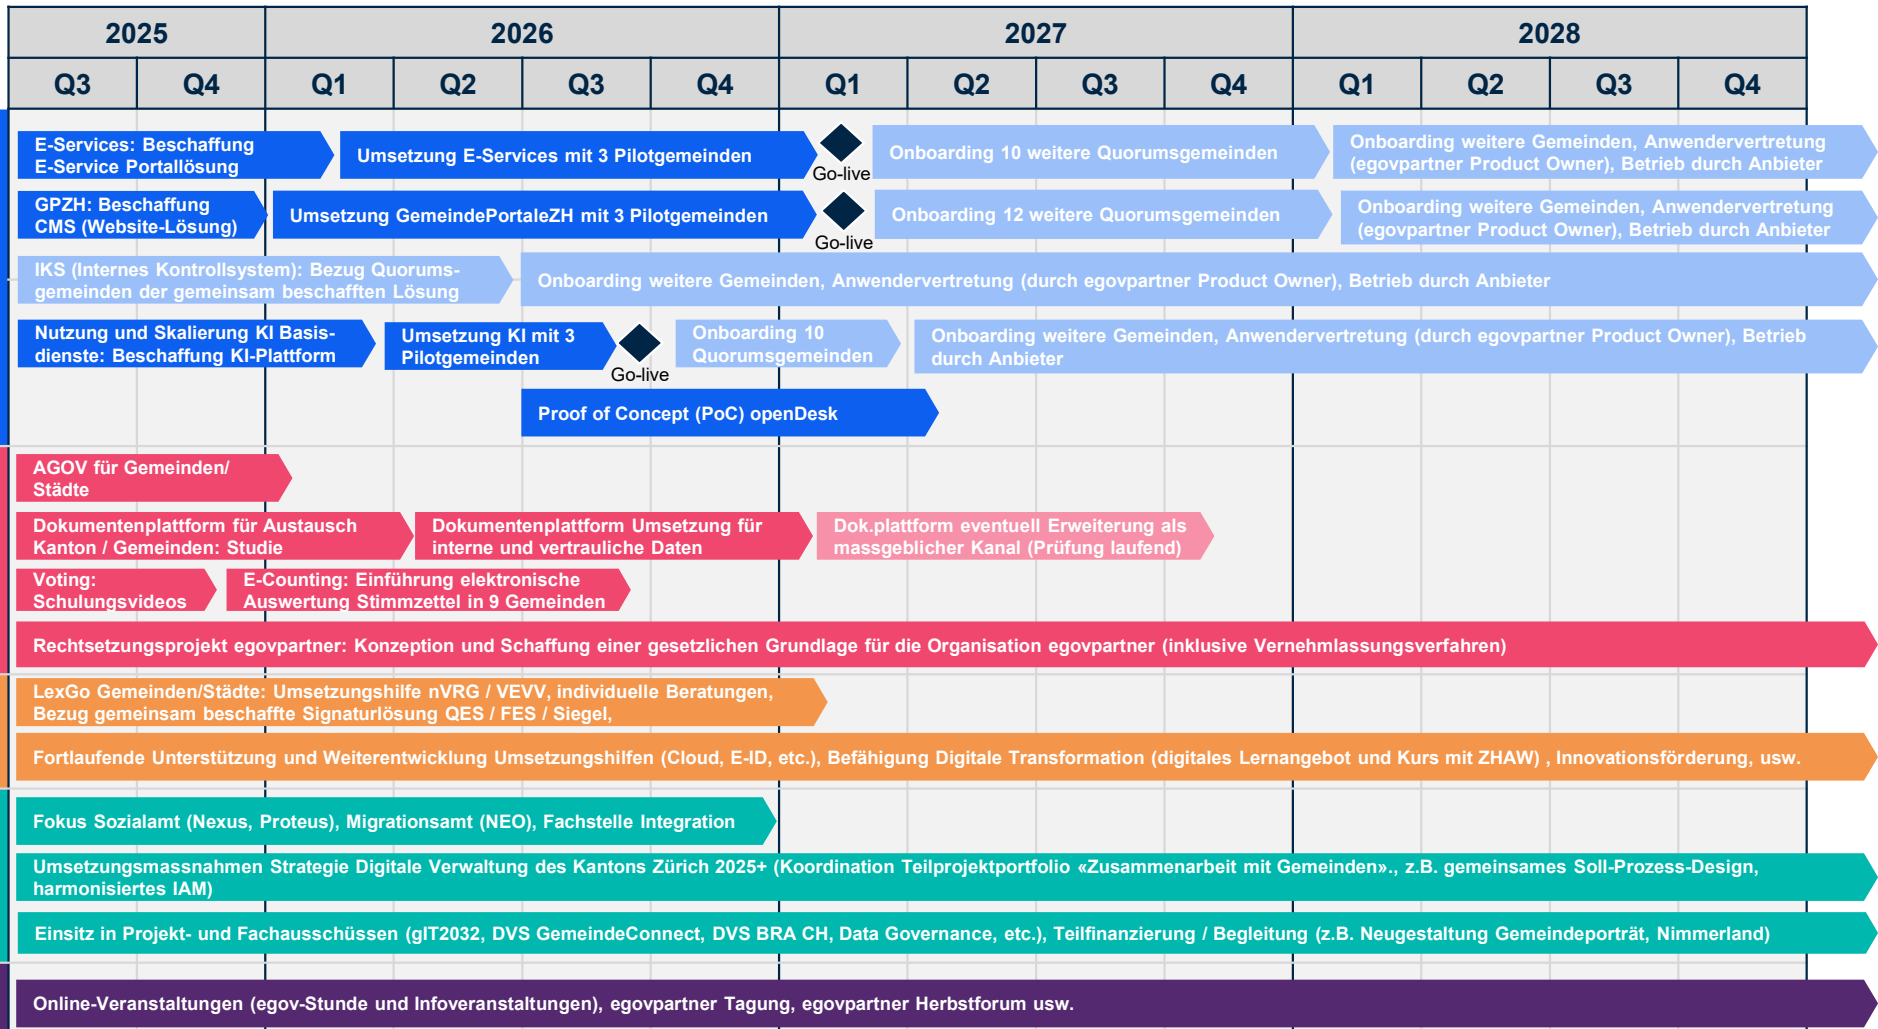 2025 2026 2027 2028
Q3 Q4 Q1 Q2 Q3 Q4 Q1 Q2 Q3 Q4 Q1 Q2 Q3 Q4
E-Services: Beschaffung
E-Service Portallösung
Umsetzung E-Services mit 3 Pilotgemeinden
Go-live
Onboarding 10 weitere Quorumsgemeinden
Onboarding weitere Gemeinden, Anwendervertretung
(egovpartner Product Owner), Betrieb durch Anbieter
GPZH: Beschaffung
CMS (Website-Lösung)
Umsetzung GemeindePortaleZH mit 3 Pilotgemeinden
Go-live
Onboarding 12 weitere Quorumsgemeinden
Onboarding weitere Gemeinden, Anwendervertretung
(egovpartner Product Owner), Betrieb durch Anbieter
IKS (Internes Kontrollsystem): Bezug Quorums-
gemeinden der gemeinsam beschafften Lösung
Onboarding weitere Gemeinden, Anwendervertretung (durch egovpartner Product Owner), Betrieb durch Anbieter
Nutzung und Skalierung KI Basis-
dienste: Beschaffung KI-Plattform
Umsetzung KI mit 3
Pilotgemeinden
Go-live
Onboarding 10
Quorumsgemeinden
Onboarding weitere Gemeinden, Anwendervertretung (durch egovpartner Product Owner), Betrieb
durch Anbieter
Proof of Concept (PoC) openDesk
AGOV für Gemeinden/
Städte
Dokumentenplattform für Austausch
Kanton / Gemeinden: Studie
Dokumentenplattform Umsetzung für
interne und vertrauliche Daten
Dok.plattform eventuell Erweiterung als
massgeblicher Kanal (Prüfung laufend)
Voting:
Schulungsvideos
E-Counting: Einführung elektronische
Auswertung Stimmzettel in 9 Gemeinden
Rechtsetzungsprojekt egovpartner: Konzeption und Schaffung einer gesetzlichen Grundlage für die Organisation egovpartner (inklusive Vernehmlassungsverfahren)
LexGo Gemeinden/Städte: Umsetzungshilfe nVRG / VEVV, individuelle Beratungen,
Bezug gemeinsam beschaffte Signaturlösung QES / FES / Siegel,
Fortlaufende Unterstützung und Weiterentwicklung Umsetzungshilfen (Cloud, E-ID, etc.), Befähigung Digitale Transformation (digitales Lernangebot und Kurs mit ZHAW) , Innovationsförderung, usw.
Fokus Sozialamt (Nexus, Proteus), Migrationsamt (NEO), Fachstelle Integration
Umsetzungsmassnahmen Strategie Digitale Verwaltung des Kantons Zürich 2025+ (Koordination Teilprojektportfolio «Zusammenarbeit mit Gemeinden»., z.B. gemeinsames Soll-Prozess-Design,
harmonisiertes IAM)
Einsitz in Projekt- und Fachausschüssen (gIT2032, DVS GemeindeConnect, DVS BRA CH, Data Governance, etc.), Teilfinanzierung / Begleitung (z.B. Neugestaltung Gemeindeporträt, Nimmerland)
Online-Veranstaltungen (egov-Stunde und Infoveranstaltungen), egovpartner Tagung, egovpartner Herbstforum usw.